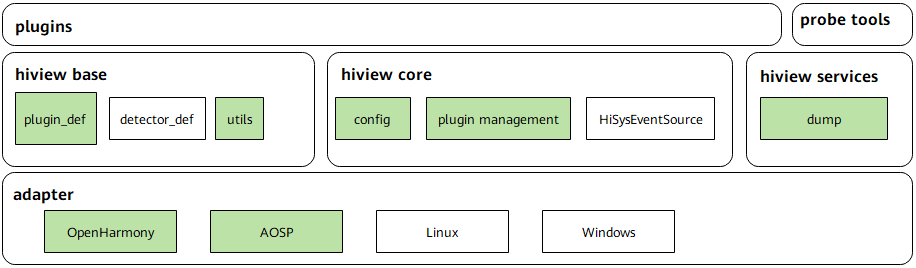 plugins
probe tools
hiview base
plugin_def
detector_def
utils
hiview core
config
plugin management
HiSysEventSource
hiview services
dump
adapter
OpenHarmony
AOSP
Linux
Windows